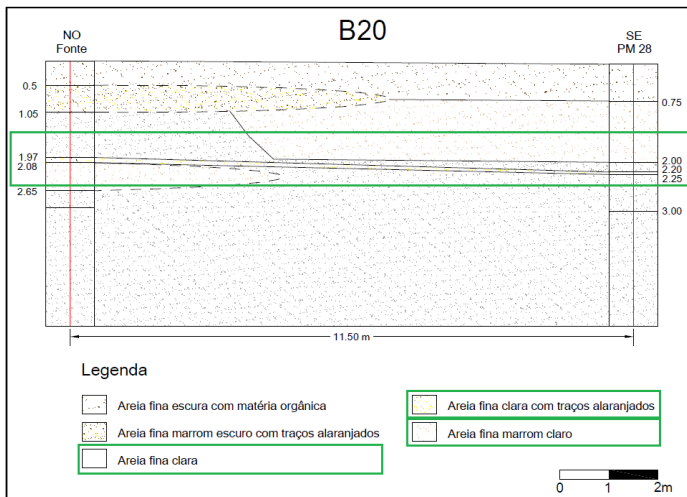 B20
NO
Fonte
SE
PM 28
0.5
1.05
1.97
2.08
2.65
0.75
2.00
2.20
2.25
3.00
11.50 m
Legenda
Areia fina escura com matéria orgânica
Areia fina marrom escuro com traços alaranjados
Areia fina clara
Areia fina clara com traços alaranjados
Areia fina marrom claro
0 1 2m